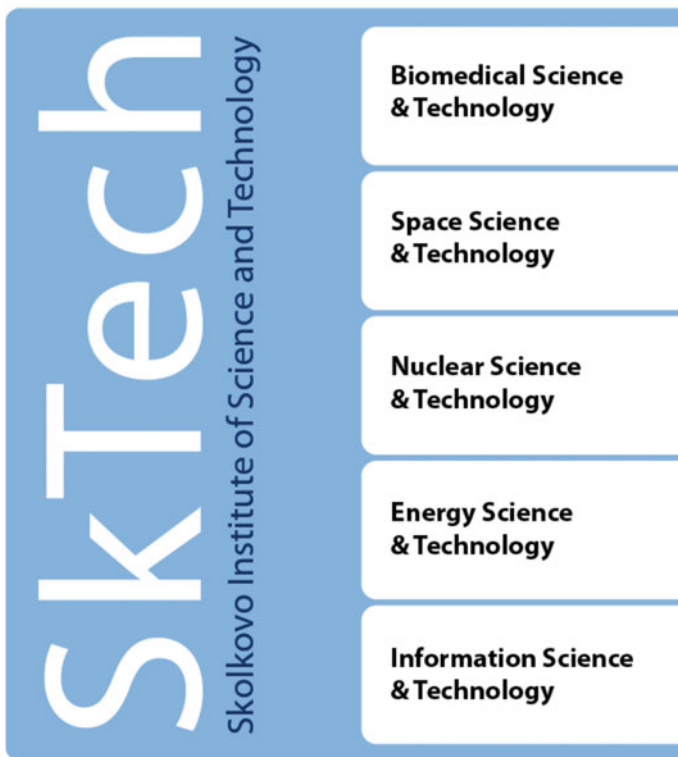 SkTech
Skolkovo Institute of Science and Technology
Biomedical Science
& Technology
Space Science
& Technology
Nuclear Science
& Technology
Energy Science
& Technology
Information Science
& Technology